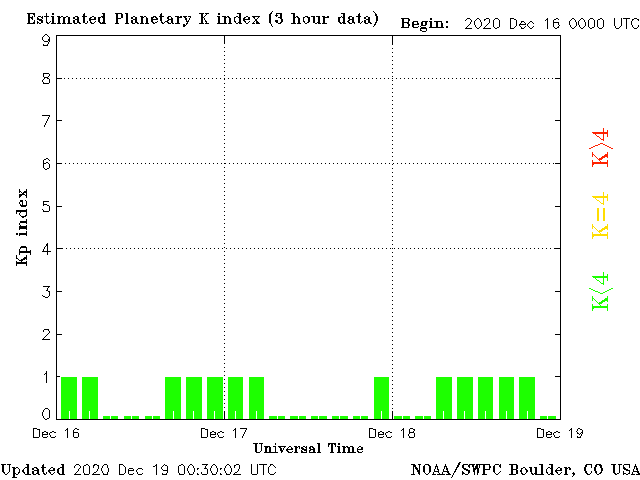 Estimated Planetary K index (3 hour data) Begin: 2020 Dec 16 0000 UTC
9
8
7
6
5
4
3
2
1
0
Kp index
K>4
K=4
K<4
Dec 16 Dec 17 Dec 18 Dec 19
Universal Time
Updated 2020 Dec 19 00:30:02 UTC NOAA/SWPC Boulder, CO USA